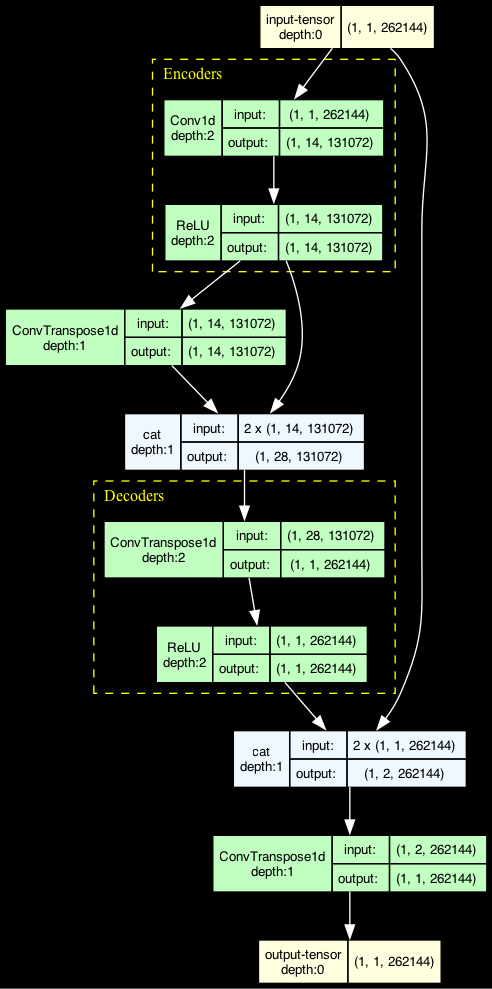 input-tensor
depth:0
(1, 1, 262144)
Encoders
Conv1d
depth:2
input:
(1, 1, 262144)
output:
(1, 14, 131072)
ReLU
depth:2
input:
(1, 14, 131072)
output:
(1, 14, 131072)
ConvTranspose1d
depth:1
input:
(1, 14, 131072)
output:
(1, 14, 131072)
cat
depth:1
input:
2 x (1, 14, 131072)
output:
(1, 28, 131072)
Decoders
ConvTranspose1d
depth:2
input:
(1, 28, 131072)
output:
(1, 1, 262144)
ReLU
depth:2
input:
(1, 1, 262144)
output:
(1, 1, 262144)
cat
depth:1
input:
2 x (1, 1, 262144)
output:
(1, 2, 262144)
ConvTranspose1d
depth:1
input:
(1, 2, 262144)
output:
(1, 1, 262144)
output-tensor
depth:0
(1, 1, 262144)